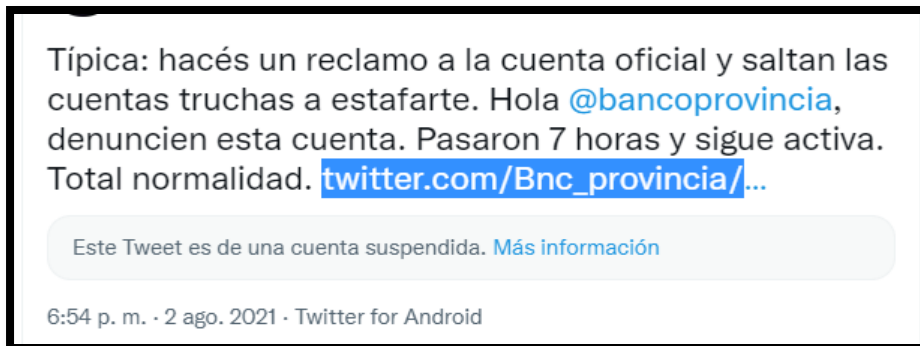 Típica: hacés un reclamo a la cuenta oficial y saltan las
cuentas truchas a estafarte. Hola @bancoprovincia,
denuncien esta cuenta. Pasaron 7 horas y sigue activa.
Total normalidad. twitter.com/Bnc_provincia/...
Este Tweet es de una cuenta suspendida. Más información
6:54 p. m. · 2 ago. 2021 · Twitter for Android